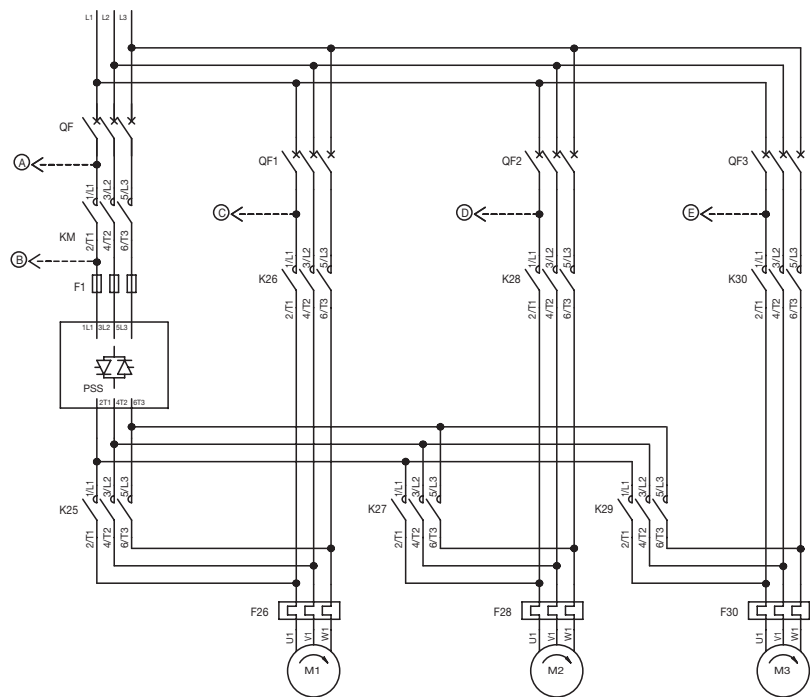 L1 L2 L3
QF
QF1
QF2
QF3
A
B
C
D
E
1/L1 3/L2 5/L3
KM
2/T1 4/T2 6/T3
F1
1/L1 3/L2 5/L3
K26
2/T1 4/T2 6/T3
1/L1 3/L2 5/L3
K28
2/T1 4/T2 6/T3
1/L1 3/L2 5/L3
K30
2/T1 4/T2 6/T3
1L1 3L2 5L3
PSS
2T1 4T2 6T3
1/L1 3/L2 5/L3
K25
2/T1 4/T2 6/T3
1/L1 3/L2 5/L3
K27
2/T1 4/T2 6/T3
1/L1 3/L2 5/L3
K29
2/T1 4/T2 6/T3
F26
F28
F30
U1 V1 W1
U1 V1 W1
U1 V1 W1
M1
M2
M3